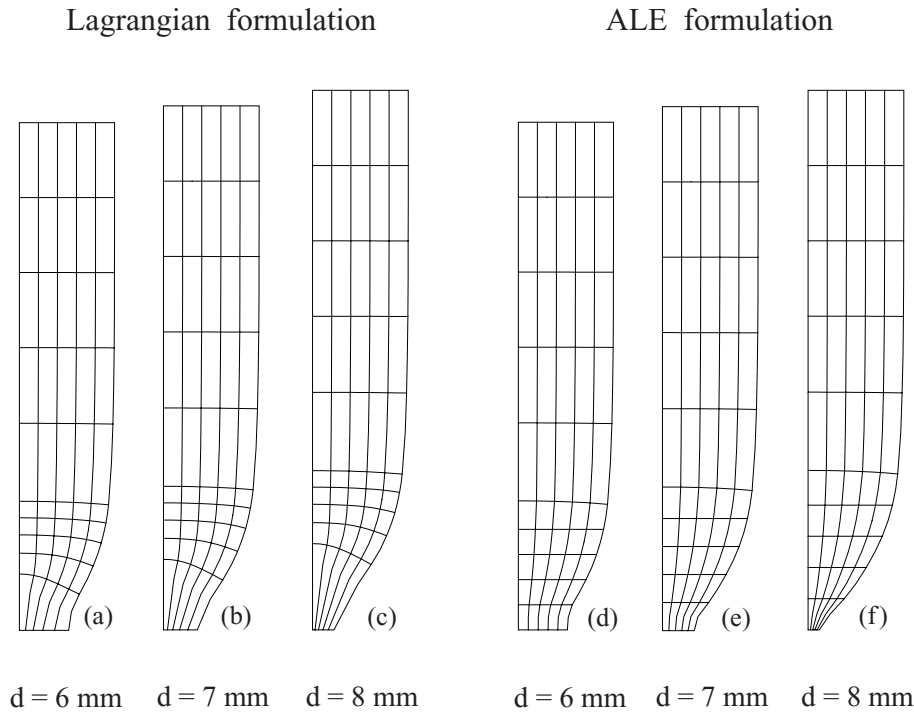 Lagrangian formulation
ALE formulation
(a)
(b)
(c)
(d)
(e)
(f)
d = 6 mm
d = 7 mm
d = 8 mm
d = 6 mm
d = 7 mm
d = 8 mm